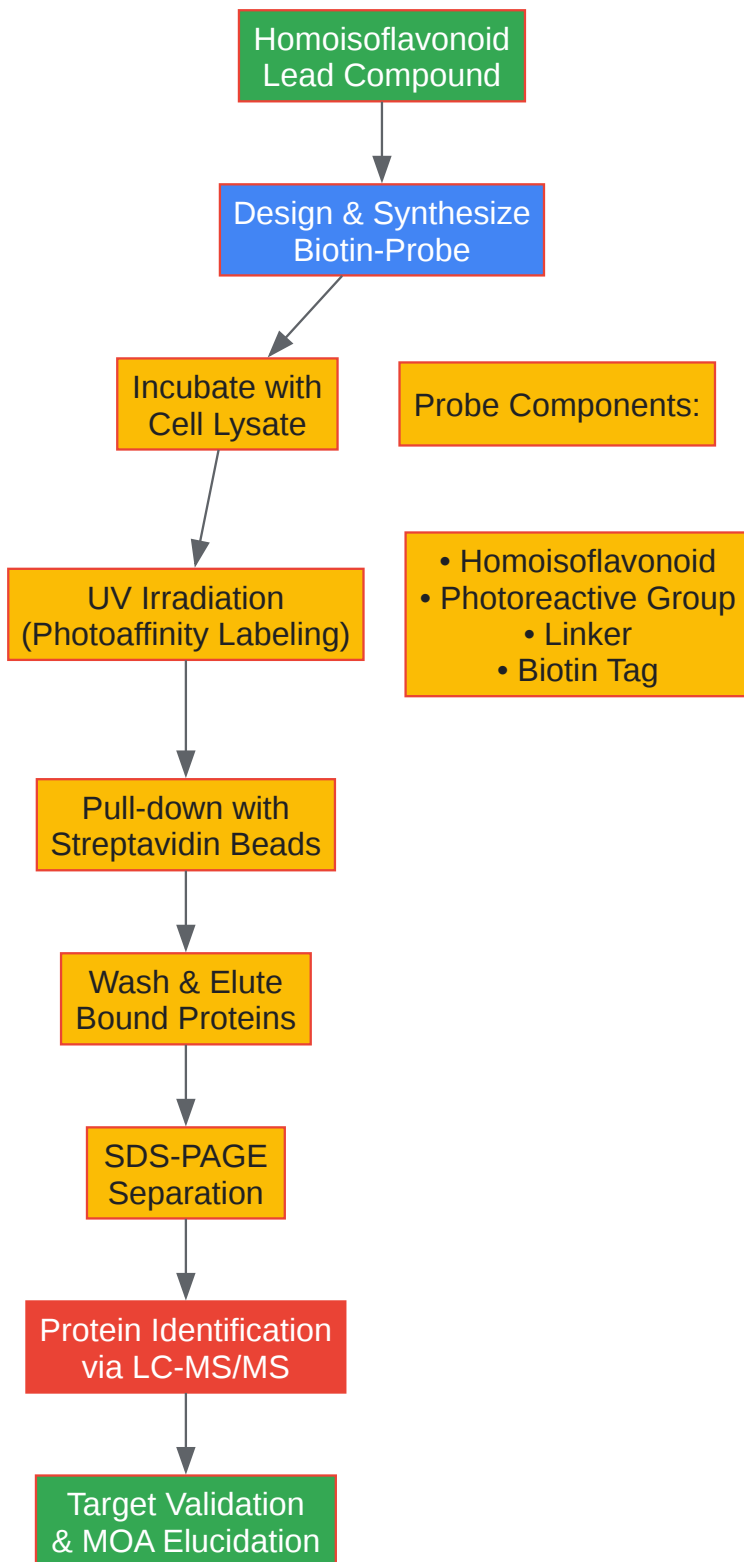 Homoisoflavonoid
Lead Compound
Design & Synthesize
Biotin-Probe
Incubate with
Cell Lysate
Probe Components:
UV Irradiation
(Photoaffinity Labeling)
• Homoisoflavonoid
• Photoreactive Group
• Linker
• Biotin Tag
Pull-down with
Streptavidin Beads
Wash & Elute
Bound Proteins
SDS-PAGE
Separation
Protein Identification
via LC-MS/MS
Target Validation
& MOA Elucidation